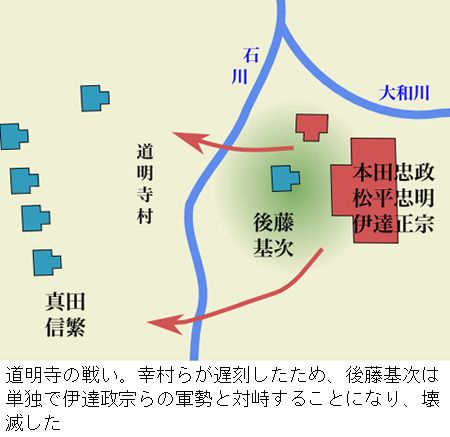 石
川
大和川
道
明
寺
村
本田忠政
松平忠明
伊達正宗
後藤
基次
真田
信繁
道明寺の戦い。幸村らが遅刻したため、後藤基次は
単独で伊達政宗らの軍勢と対峙することになり、壊
滅した